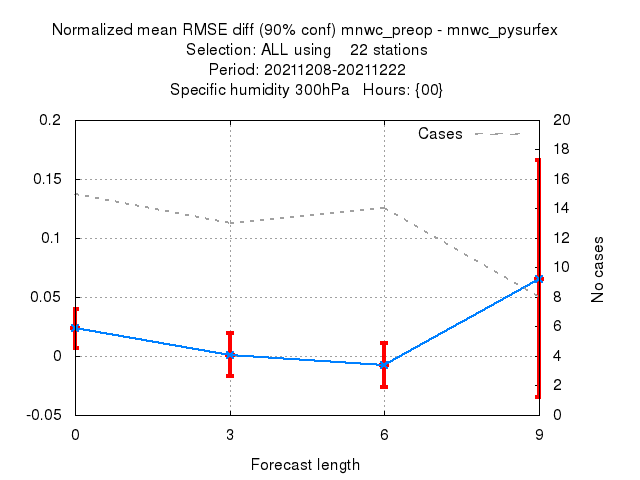 Normalized mean RMSE diff (90% conf) mnwc_preop - mnwc_pysurfex
Selection: ALL using    22 stations
Period: 20211208-20211222
Specific humidity 300hPa   Hours: {00}
Cases
0.2
0.15
0.1
0.05
0
-0.05
20
18
16
14
12
10
8
6
4
2
0
No cases
0 3 6 9
Forecast length